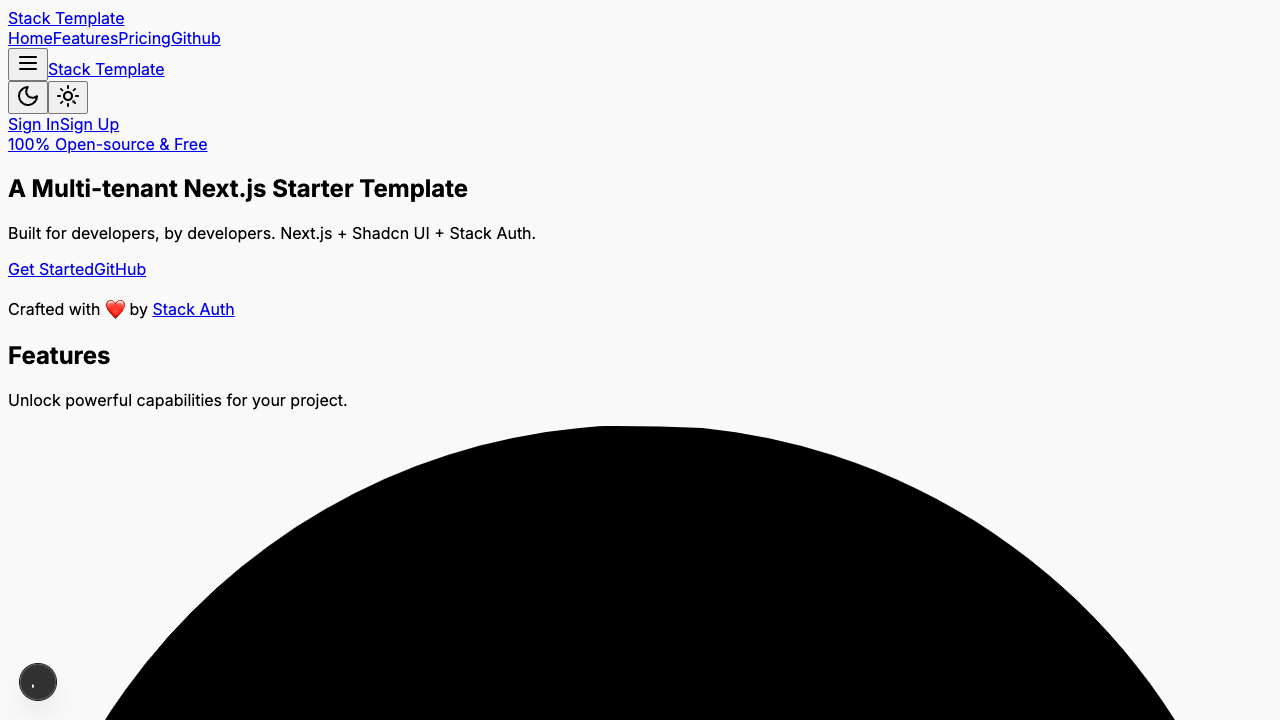 Stack Template
HomeFeaturesPricingGithub
Stack Template
Sign InSign Up
100% Open-source & Free
A Multi-tenant Next.js Starter Template
Built for developers, by developers. Next.js + Shadcn UI + Stack Auth.
Get StartedGitHub
Crafted with ❤️ by Stack Auth
Features
Unlock powerful capabilities for your project.